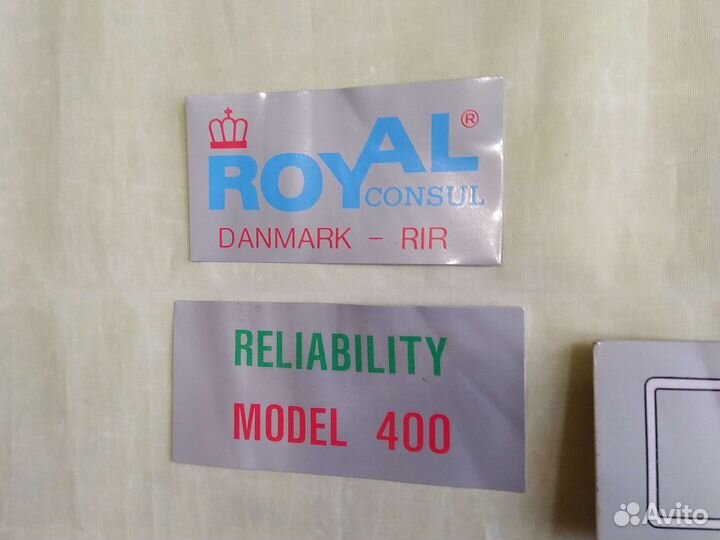 ROYAL ®
CONSUL
DANMARK - RIR
RELIABILITY
MODEL 400
Avito